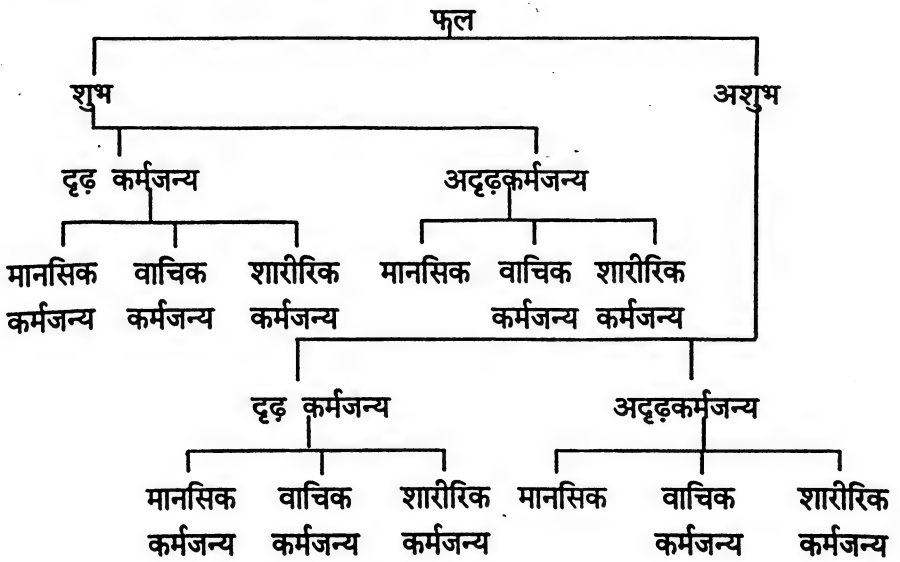 फल
शुभ अशुभ
दृढ़ कर्मजन्य अदृढ़कर्मजन्य
मानसिक वाचिक शारीरिक मानसिक वाचिक शारीरिक
कर्मजन्य कर्मजन्य कर्मजन्य कर्मजन्य कर्मजन्य
दृढ़ कर्मजन्य अदृढ़कर्मजन्य
मानसिक वाचिक शारीरिक मानसिक वाचिक शारीरिक
कर्मजन्य कर्मजन्य कर्मजन्य कर्मजन्य कर्मजन्य